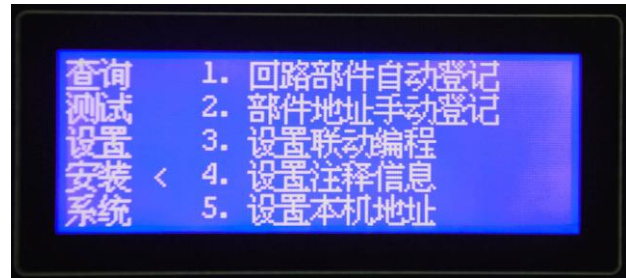 查询 1. 回路部件自动登记
测试 2. 部件地址手动登记
设置 3. 设置联动编程
安装 < 4. 设置注释信息
系统 5. 设置本机地址